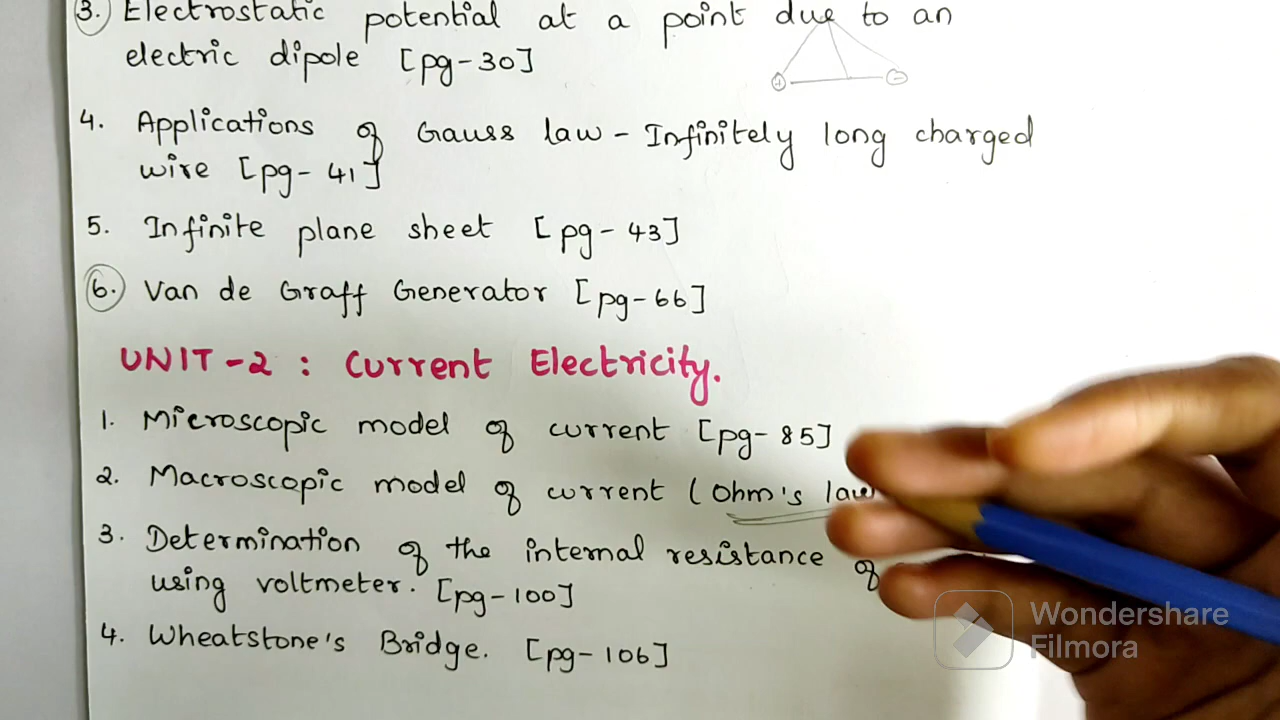 3. Electrostatic potential at a point due to an
electric dipole [pg-30]
4. Applications of Gauss law - Infinitely long charged
wire [pg- 41]
5. Infinite plane sheet [pg-43]
6. Van de Graff Generator [pg-66]
UNIT-2 : Current Electricity.
1. Microscopic model of current [pg-85]
2. Macroscopic model of current (Ohm's law
3. Determination of the internal resistance of
using voltmeter. [pg-100]
4. Wheatstone's Bridge. [pg-106]
Wondershare
Filmora